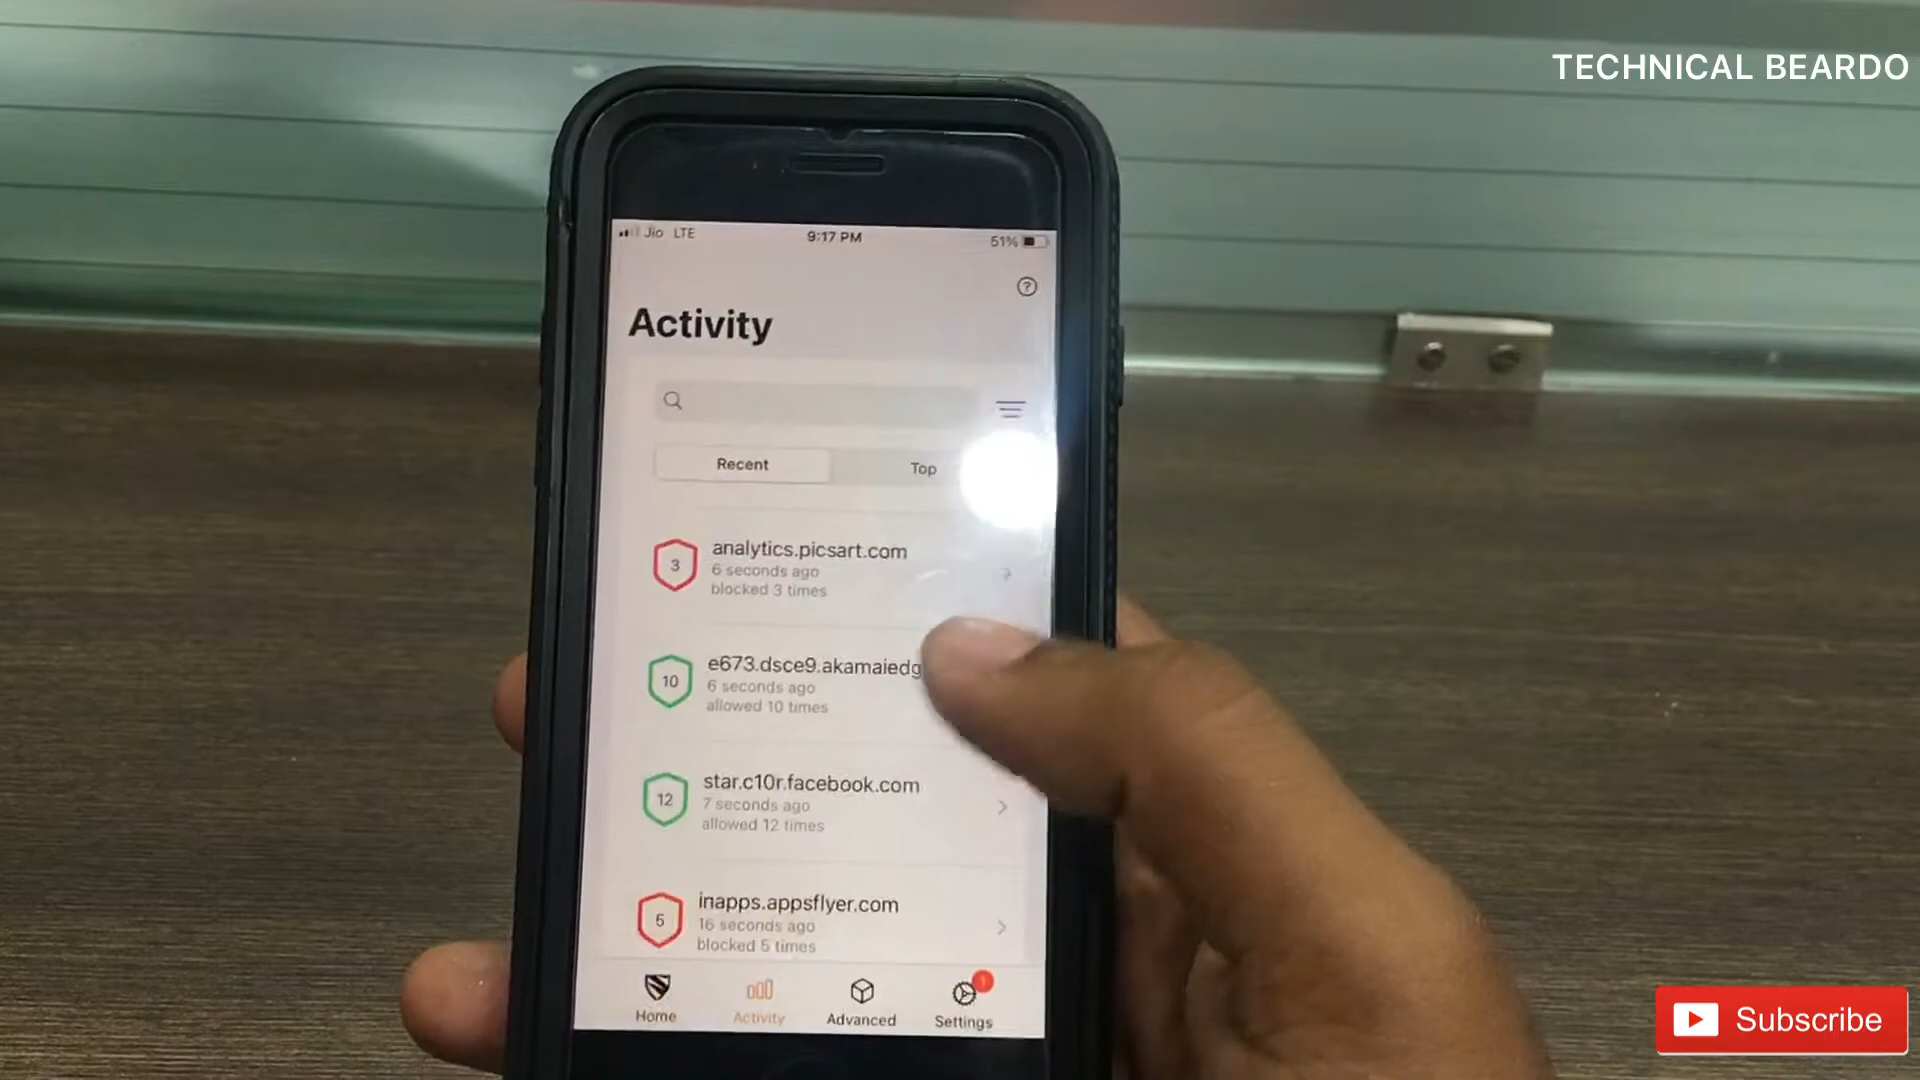 TECHNICAL BEARDO
Jio LTE
9:17 PM
51%
Activity
Recent
Top
3
analytics.picsart.com
6 seconds ago
blocked 3 times
10
e673.dsce9.akamaiedg
6 seconds ago
allowed 10 times
12
star.c10r.facebook.com
7 seconds ago
allowed 12 times
5
inapps.appsflyer.com
16 seconds ago
blocked 5 times
Home
Activity
Advanced
Settings
1
Subscribe